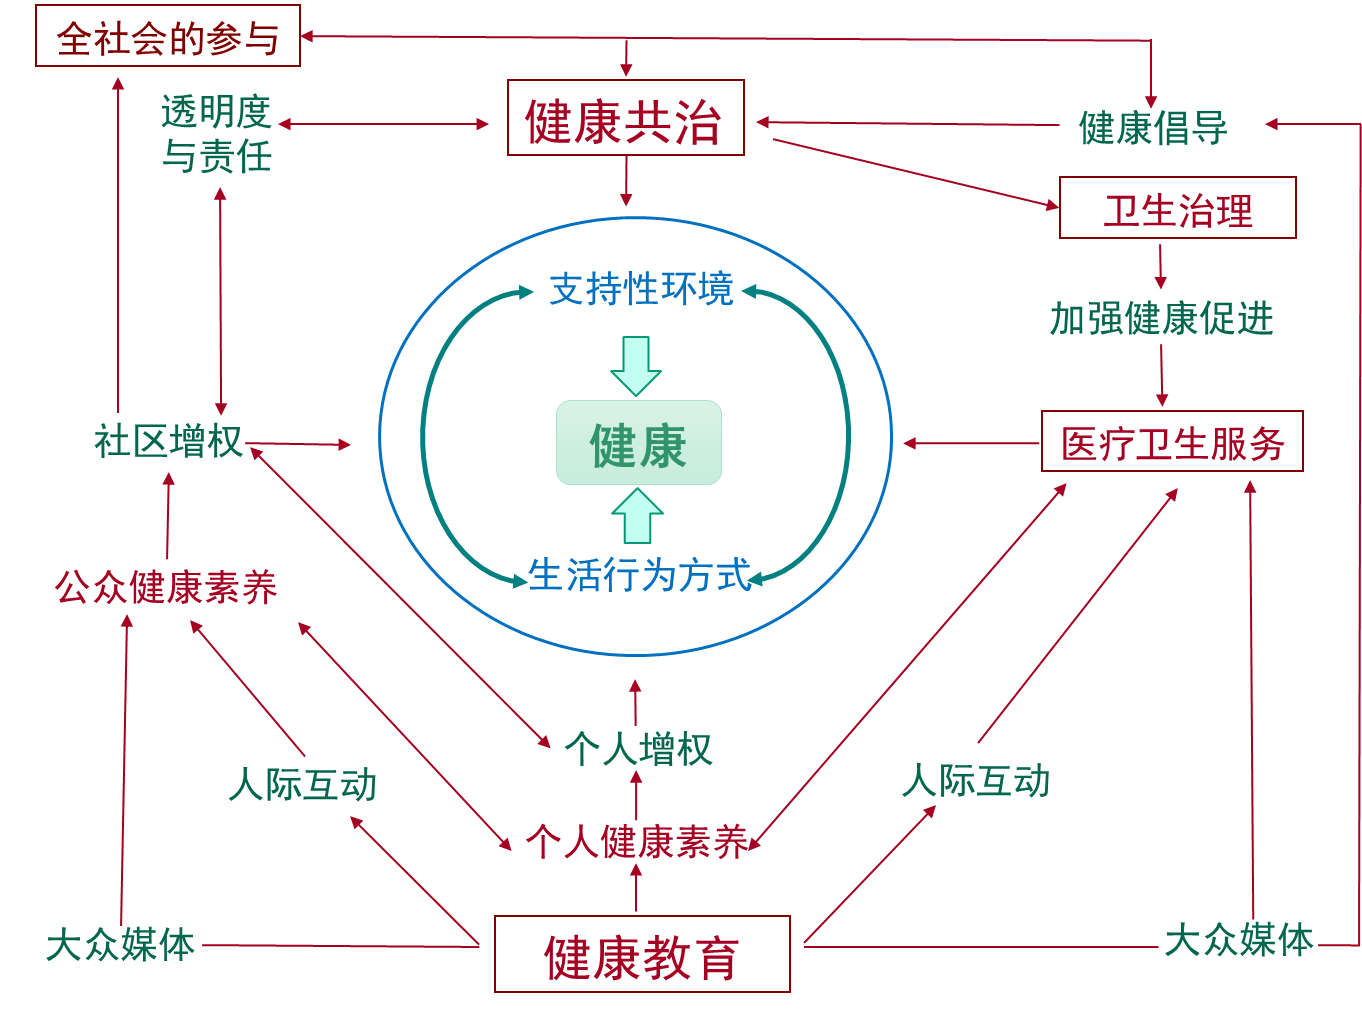 全社会的参与
透明度
与责任
健康共治
健康倡导
卫生治理
支持性环境
加强健康促进
社区增权
健康
医疗卫生服务
生活行为方式
公众健康素养
个人增权
人际互动
人际互动
个人健康素养
大众媒体
健康教育
大众媒体